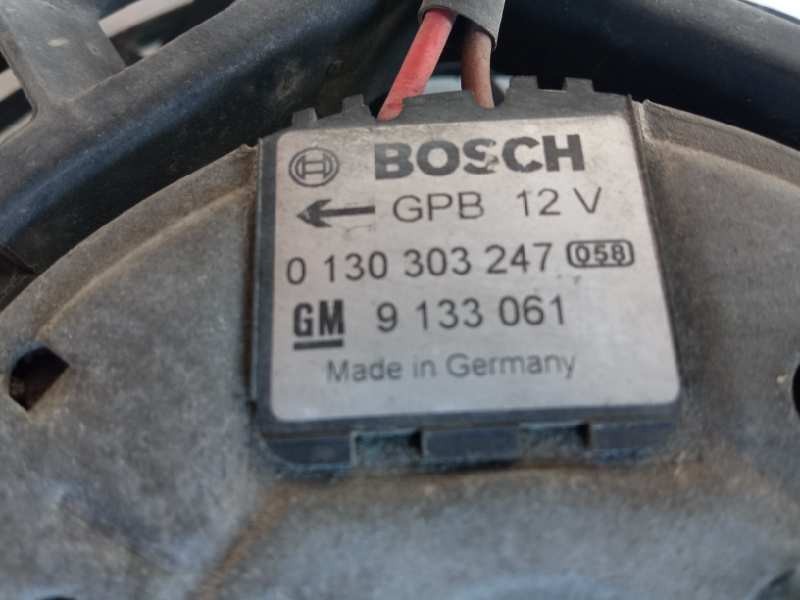 BOSCH
GPB 12 V
0 130 303 247 058
GM 9 133 061
Made in Germany